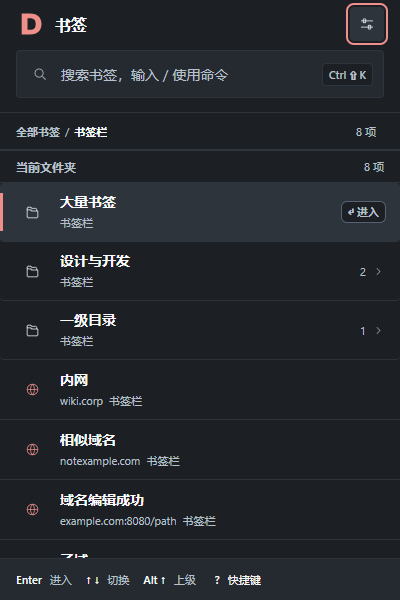 D 书签
搜索书签，输入 / 使用命令 Ctrl ⇧ K
全部书签 / 书签栏 8 项
当前文件夹 8 项
大量书签
书签栏
↲ 进入
设计与开发
书签栏
2
一级目录
书签栏
1
内网
wiki.corp 书签栏
相似域名
notexample.com 书签栏
域名编辑成功
example.com:8080/path 书签栏
Enter 进入 ↑↓ 切换 Alt↑ 上级 ? 快捷键